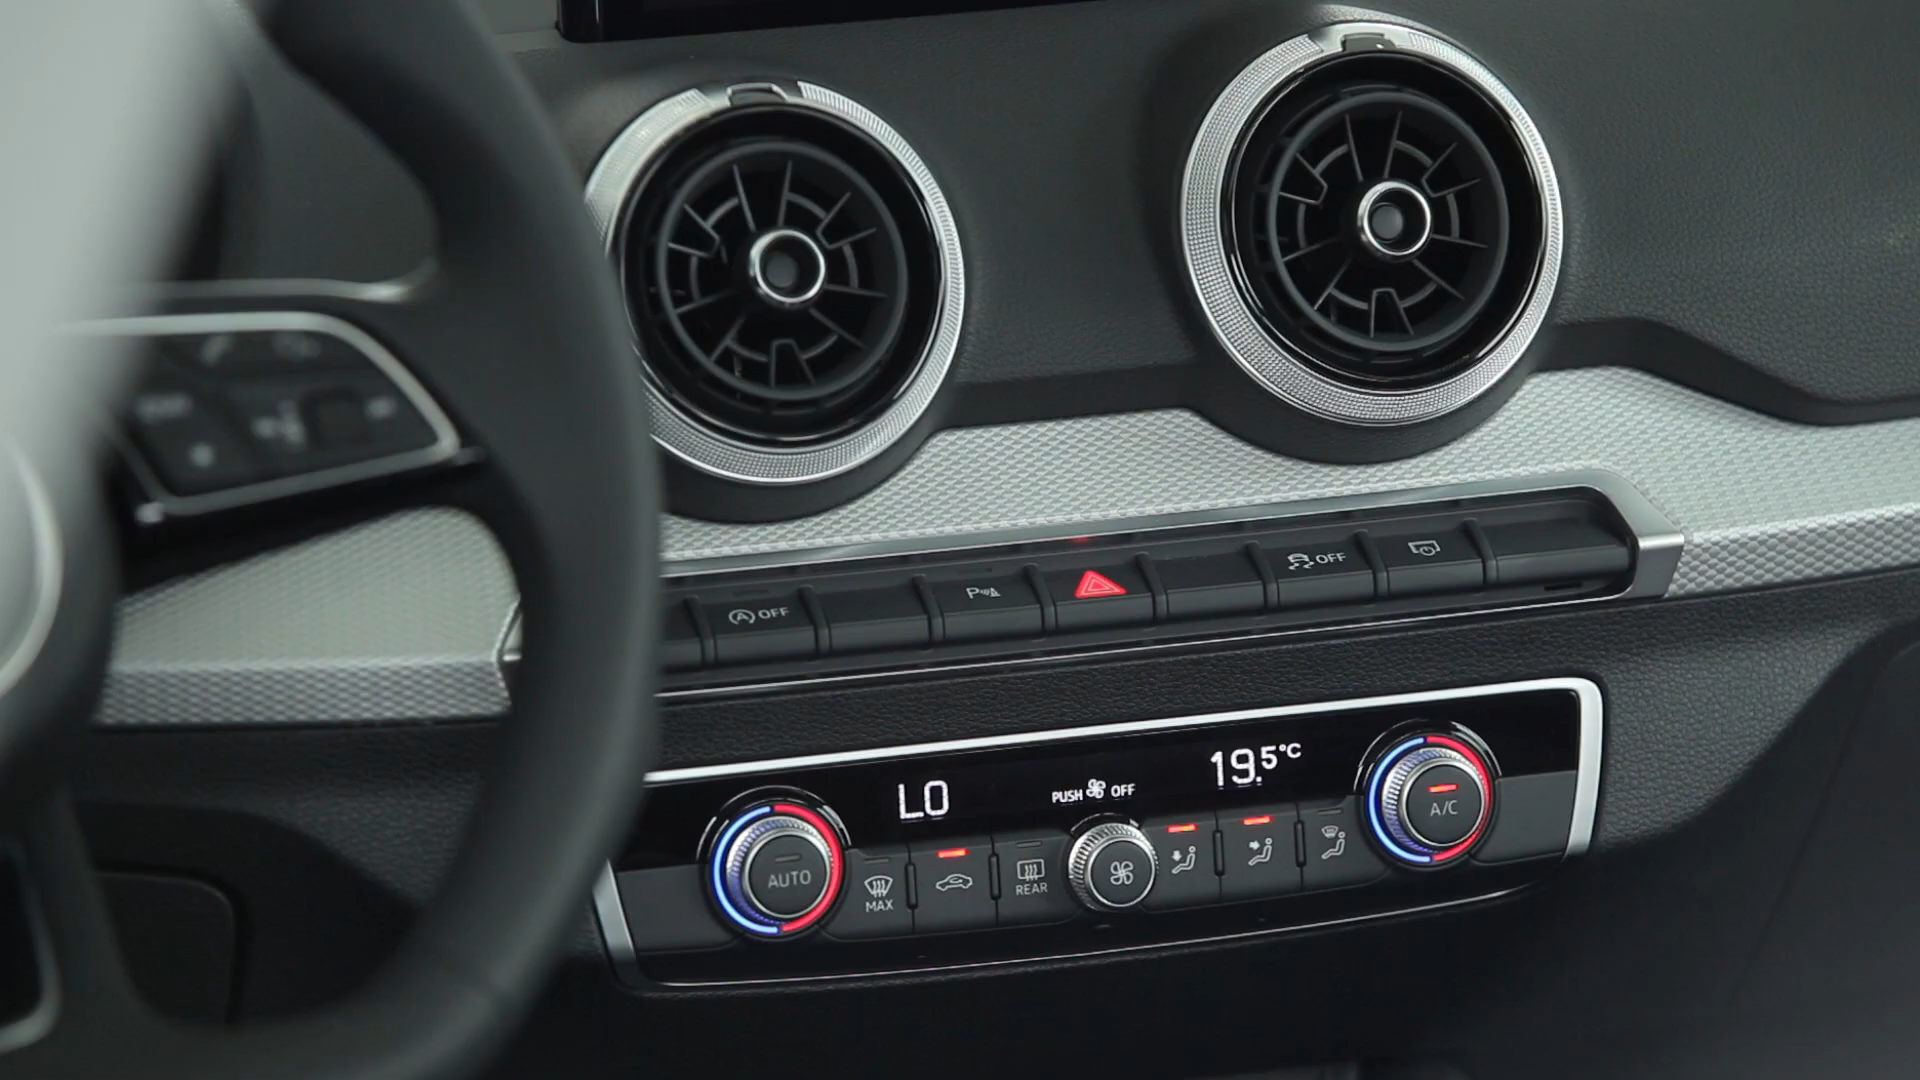 (A) OFF
P
OFF
LO
PUSH OFF
19.5°C
AUTO
MAX
REAR
A/C